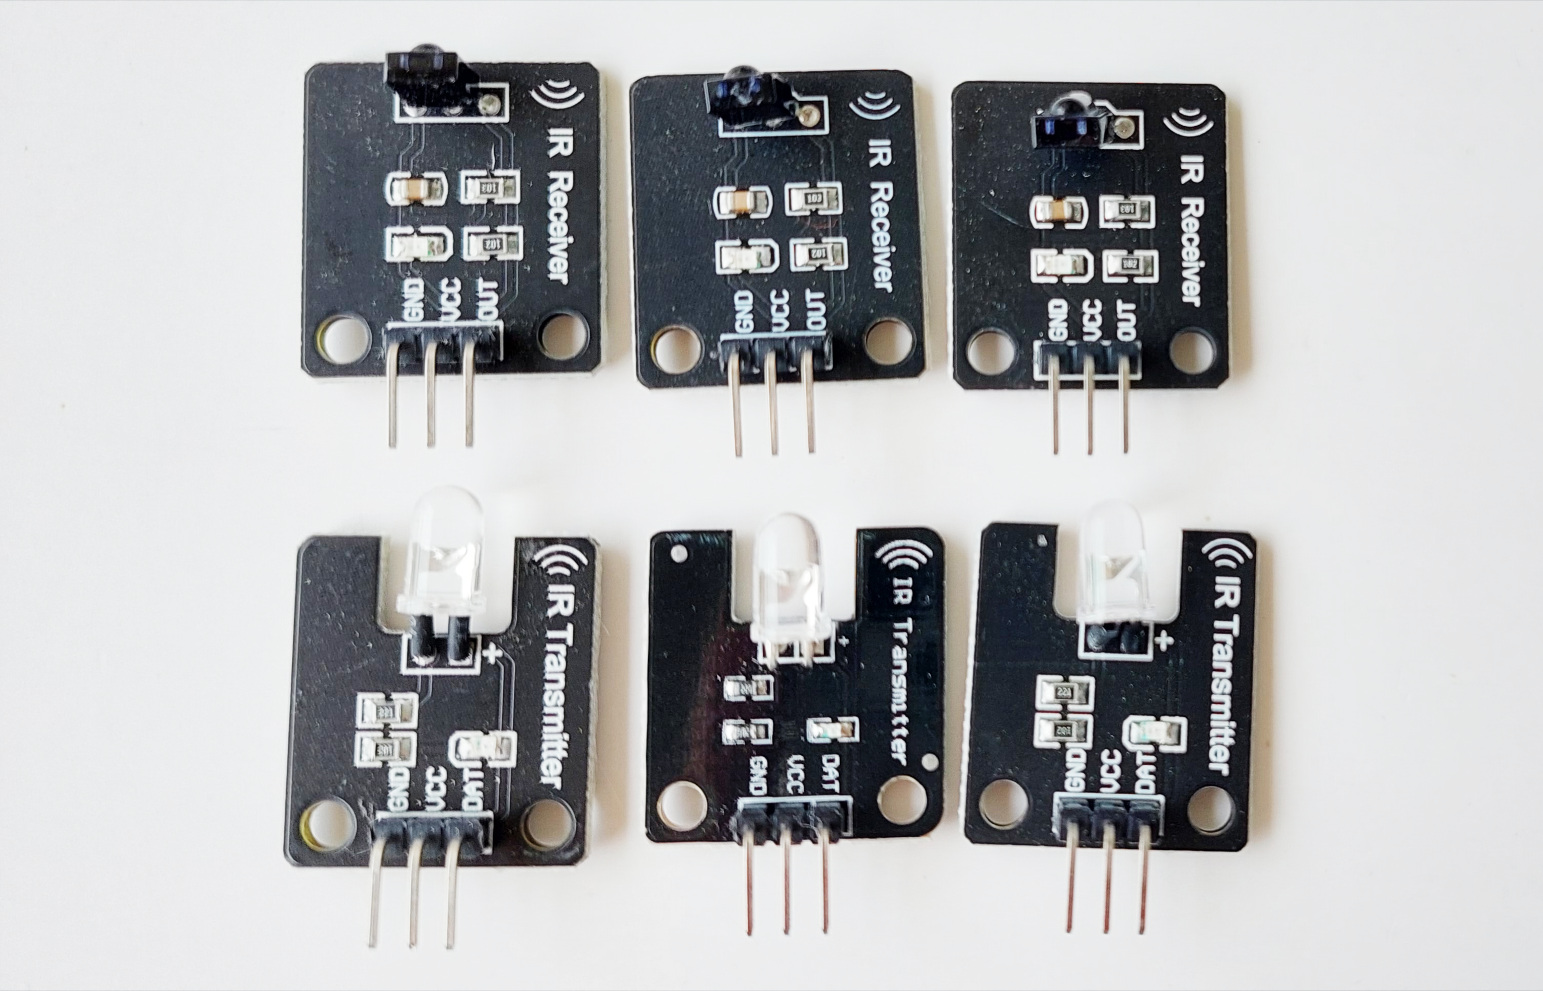 IR Receiver
GND
VCC
OUT
IR Receiver
GND
VCC
OUT
IR Receiver
GND
VCC
OUT
IR Transmitter
+
GND
VCC
DAT
IR Transmitter
+
GND
VCC
DAT
IR Transmitter
+
GND
VCC
DAT